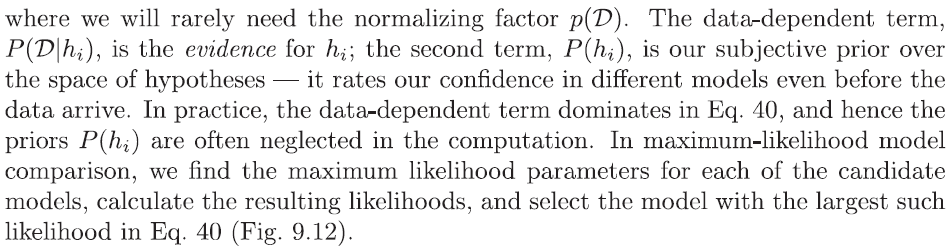 where we will rarely need the normalizing factor p(𝒟). The data-dependent term,
P(𝒟|hᵢ), is the evidence for hᵢ; the second term, P(hᵢ), is our subjective prior over
the space of hypotheses — it rates our confidence in different models even before the
data arrive. In practice, the data-dependent term dominates in Eq. 40, and hence the
priors P(hᵢ) are often neglected in the computation. In maximum-likelihood model
comparison, we find the maximum likelihood parameters for each of the candidate
models, calculate the resulting likelihoods, and select the model with the largest such
likelihood in Eq. 40 (Fig. 9.12).